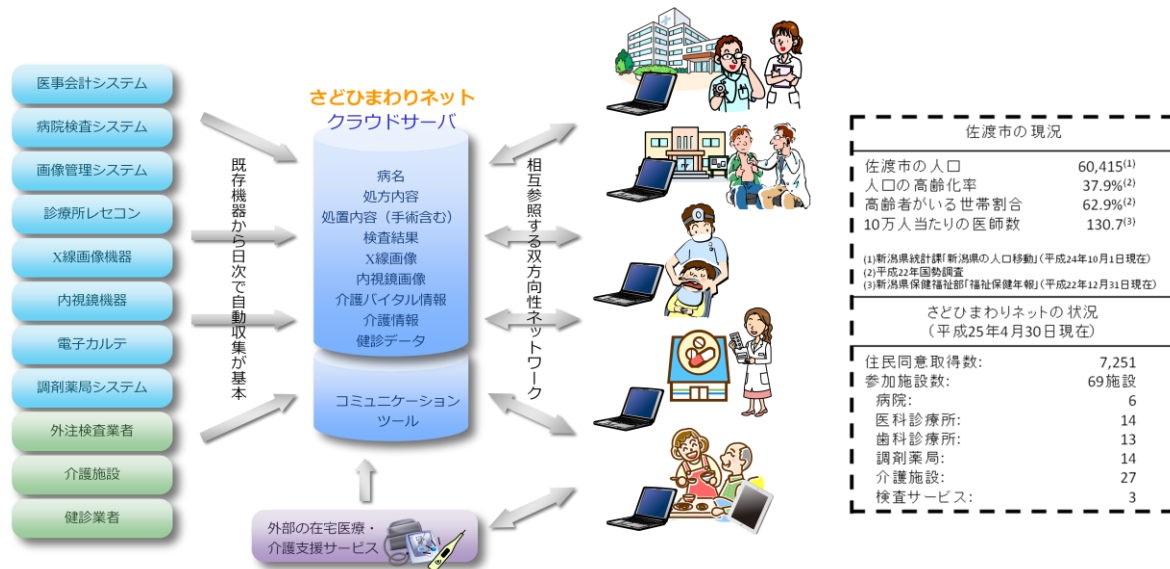 医事会計システム
病院検査システム
画像管理システム
診療所レセコン
X線画像機器
内視鏡機器
電子カルテ
調剤薬局システム
外注検査業者
介護施設
健診業者
既存機器から日次で自動収集が基本
さどひまわりネット
クラウドサーバ
病名
処方内容
処置内容（手術含む）
検査結果
X線画像
内視鏡画像
介護バイタル情報
介護情報
健診データ
コミュニケーション
ツール
外部の在宅医療・
介護支援サービス
相互参照する双方向性ネットワーク
佐渡市の現況
佐渡市の人口 60,415(1)
人口の高齢化率 37.9%(2)
高齢者がいる世帯割合 62.9%(2)
10万人当たりの医師数 130.7(3)
(1)新潟県統計課｢新潟県の人口移動｣(平成24年10月1日現在)
(2)平成22年国勢調査
(3)新潟県保健福祉部｢福祉保健年報｣(平成22年12月31日現在)
さどひまわりネットの状況
（平成25年4月30日現在）
住民同意取得数: 7,251
参加施設数: 69施設
病院: 6
医科診療所: 14
歯科診療所: 13
調剤薬局: 14
介護施設: 27
検査サービス: 3